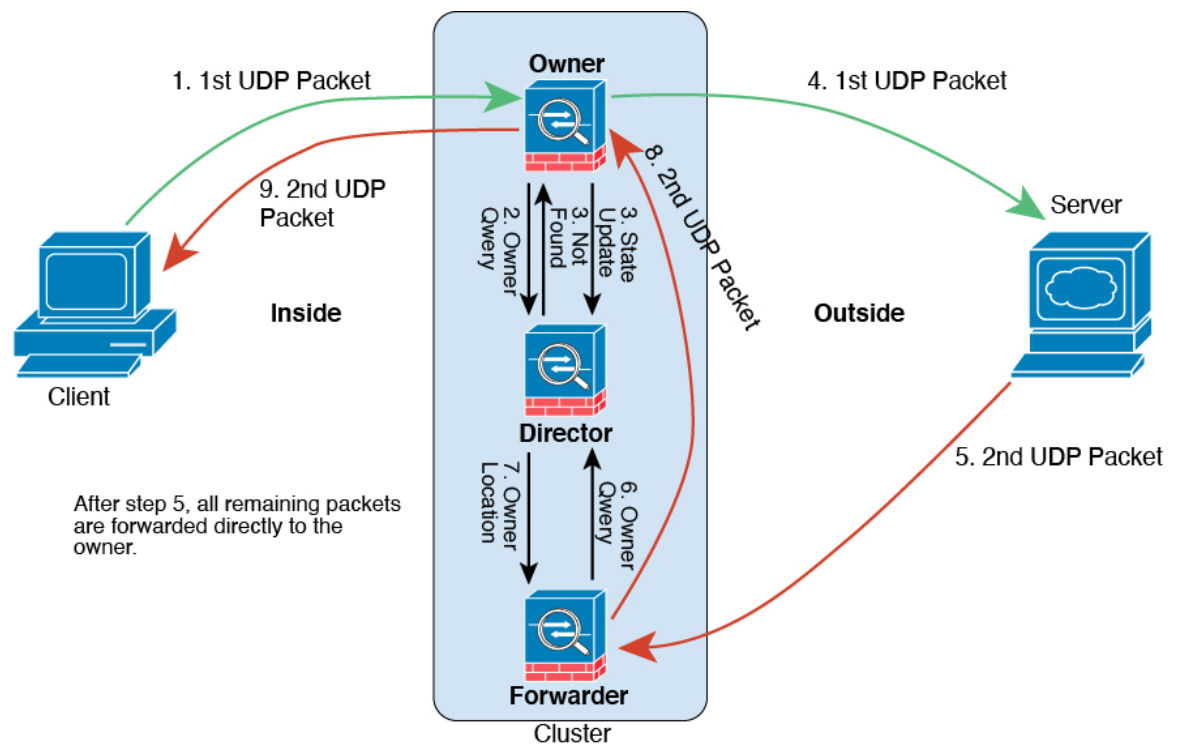 Owner
1. 1st UDP Packet
4. 1st UDP Packet
9. 2nd UDP
Packet
2. Owner
Qwery
3. Not
Found
3. State
Update
8. 2nd UDP Packet
Server
Inside
Outside
Client
Director
5. 2nd UDP Packet
7. Owner
Location
6. Owner
Qwery
After step 5, all remaining packets
are forwarded directly to the
owner.
Forwarder
Cluster